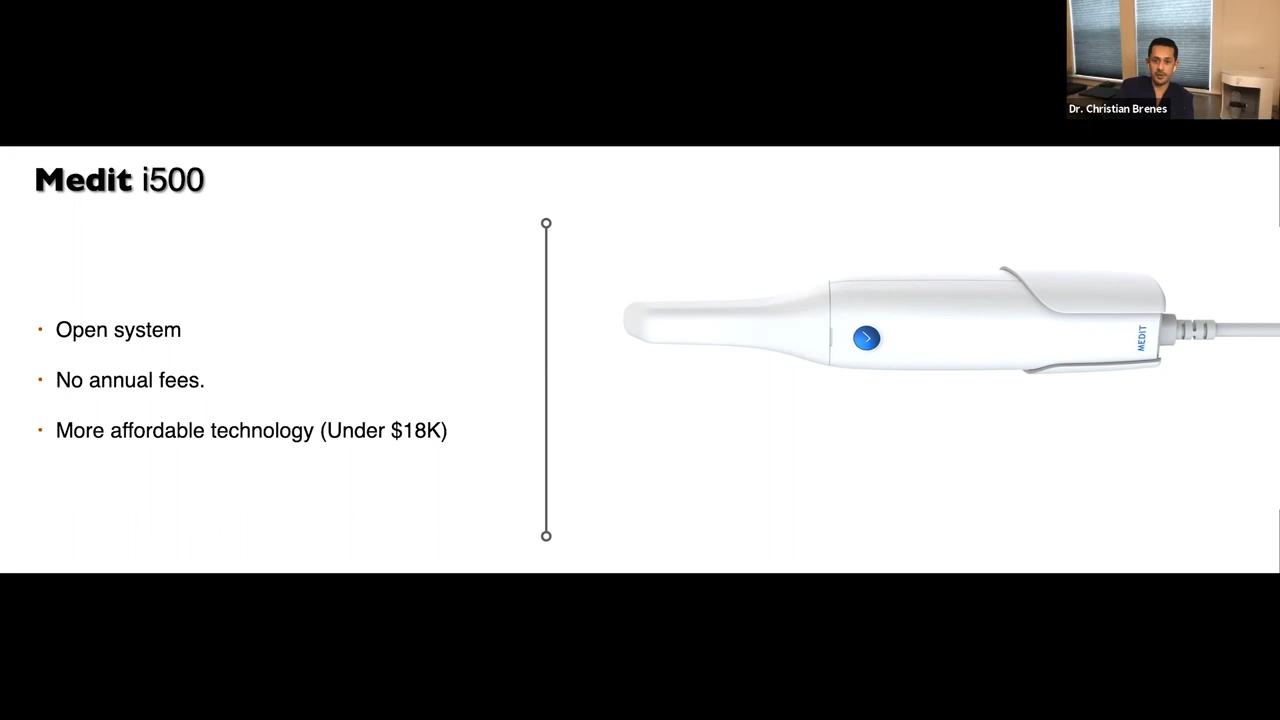 Dr. Christian Brenes
Medit i500
Open system
No annual fees.
More affordable technology (Under $18K)
MEDIT